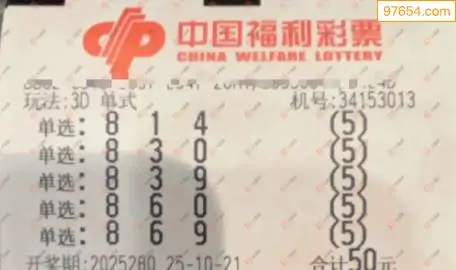 97654.com
中国福利彩票
CHINA WELFARE LOTTERY
玩法:3D 单式 机号:34153013
单选: 8 1 4 (5)
单选: 8 3 0 (5)
单选: 8 3 9 (5)
单选: 8 6 0 (5)
单选: 8 6 9 (5)
开奖期:2025280 25-10-21 合计50元